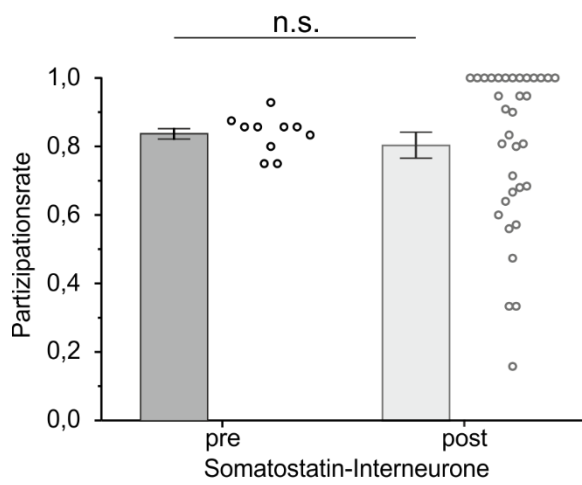 n.s.
Partizipationsrate
1,0
0,8
0,6
0,4
0,2
0,0
pre post
Somatostatin-Interneurone